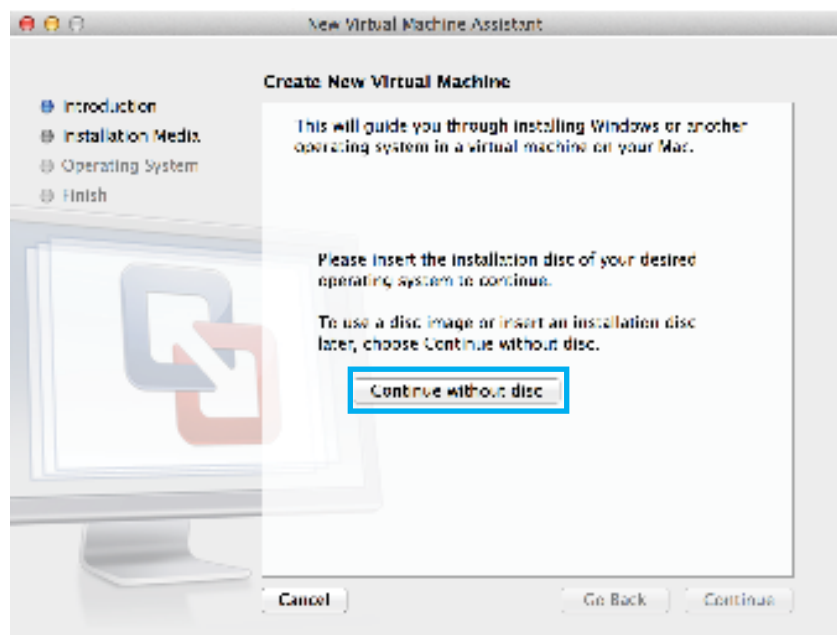 New Virtual Machine Assistant
Create New Virtual Machine
Introduction
Installation Media
Operating System
Finish
This will guide you through installing Windows or another
operating system in a virtual machine on your Mac.
Please insert the installation disc of your desired
operating system to continue.
To use a disc image or insert an installation disc
later, choose Continue without disc.
Continue without disc
Cancel
Go Back
Continue